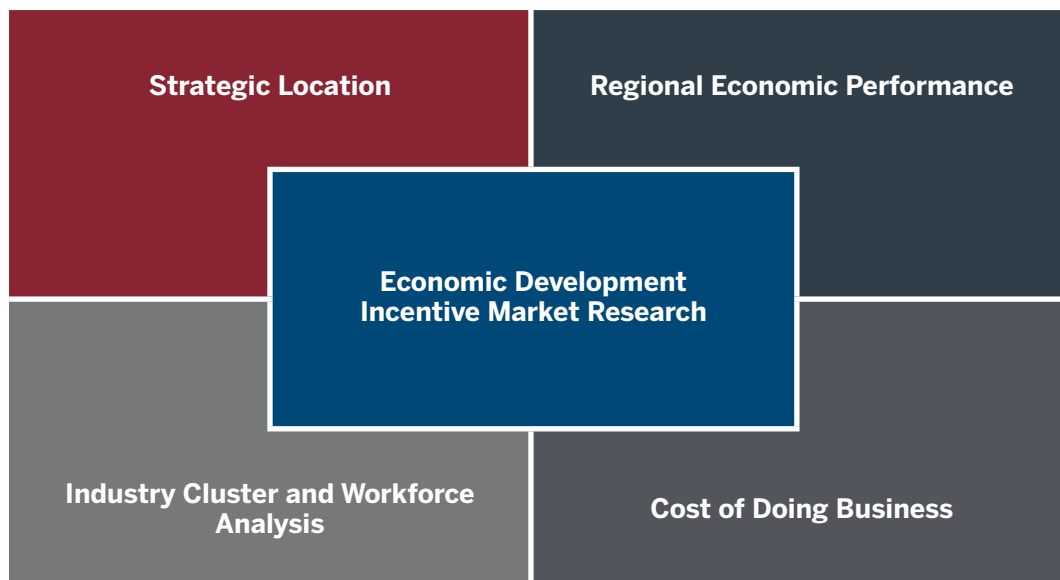 Strategic Location
Regional Economic Performance
Economic Development
Incentive Market Research
Industry Cluster and Workforce
Analysis
Cost of Doing Business